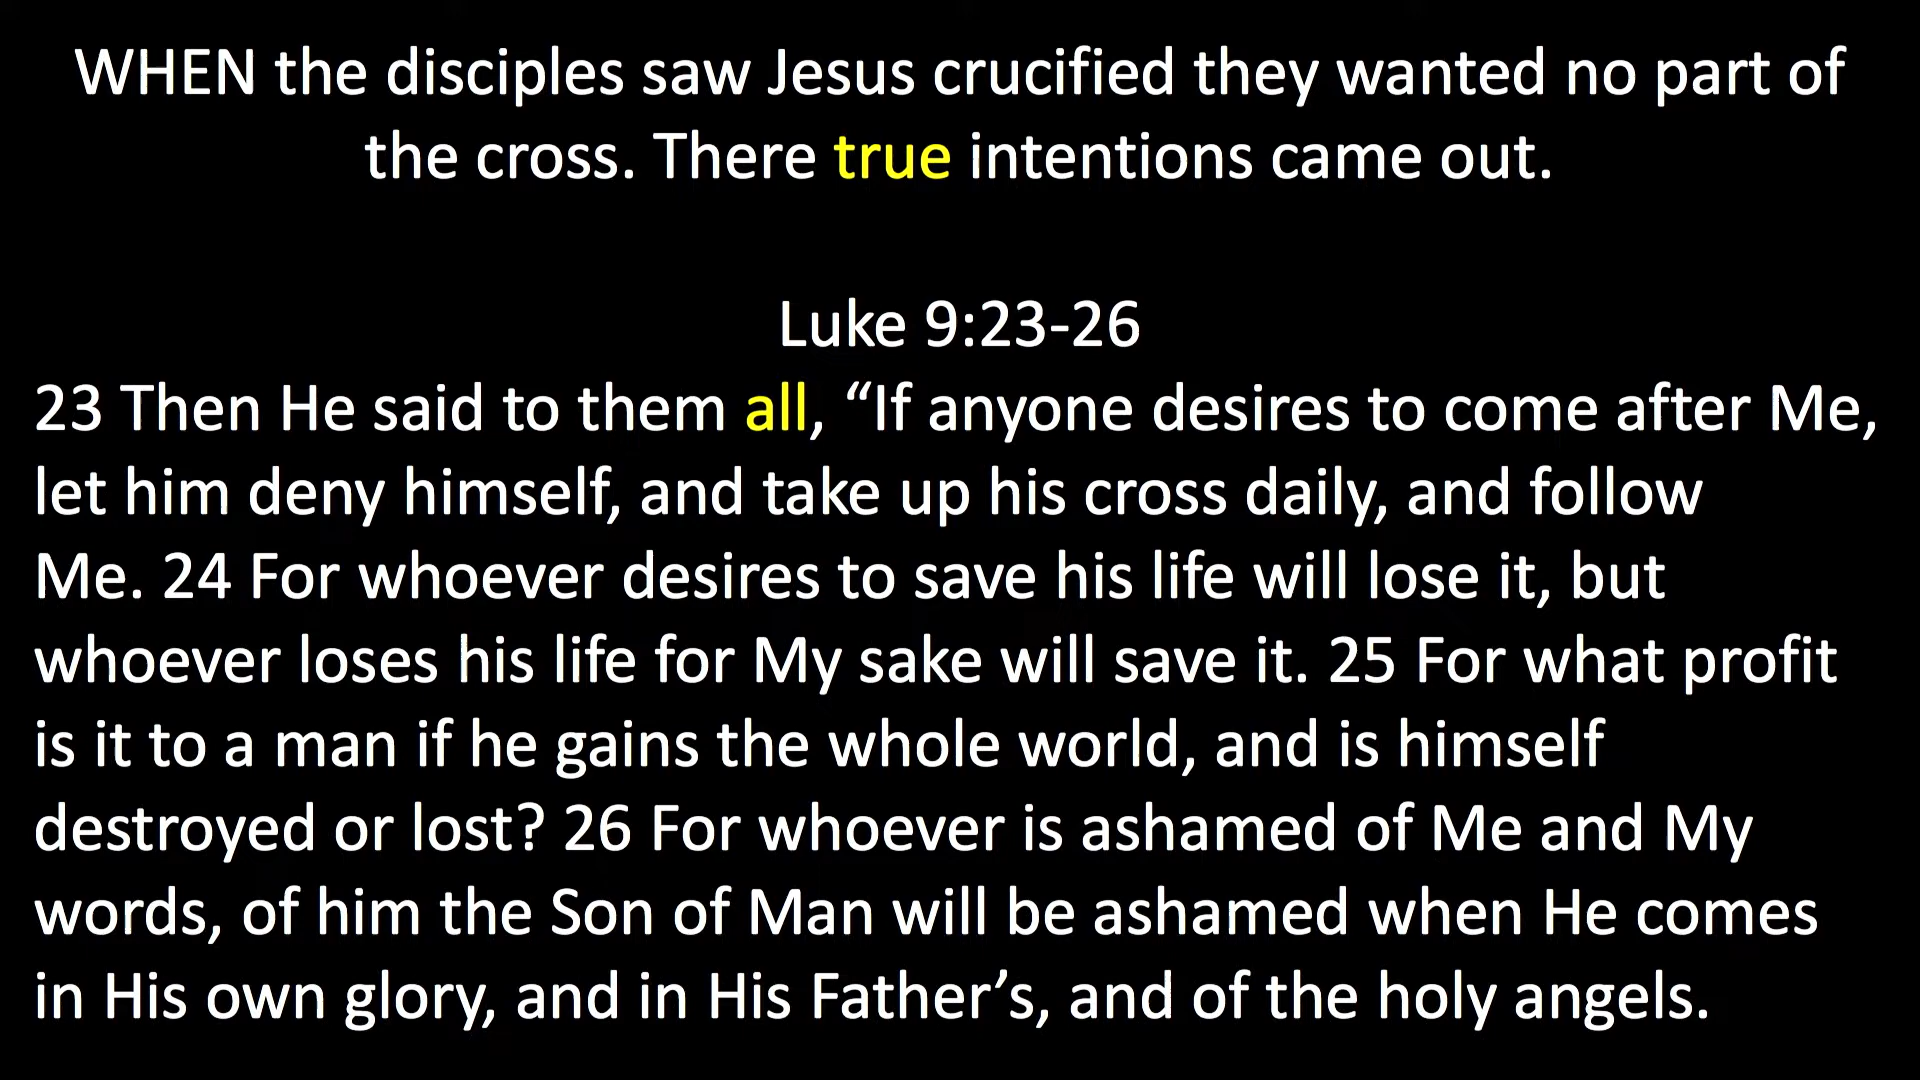 WHEN the disciples saw Jesus crucified they wanted no part of
the cross. There true intentions came out.
Luke 9:23-26
23 Then He said to them all, “If anyone desires to come after Me,
let him deny himself, and take up his cross daily, and follow
Me. 24 For whoever desires to save his life will lose it, but
whoever loses his life for My sake will save it. 25 For what profit
is it to a man if he gains the whole world, and is himself
destroyed or lost? 26 For whoever is ashamed of Me and My
words, of him the Son of Man will be ashamed when He comes
in His own glory, and in His Father’s, and of the holy angels.